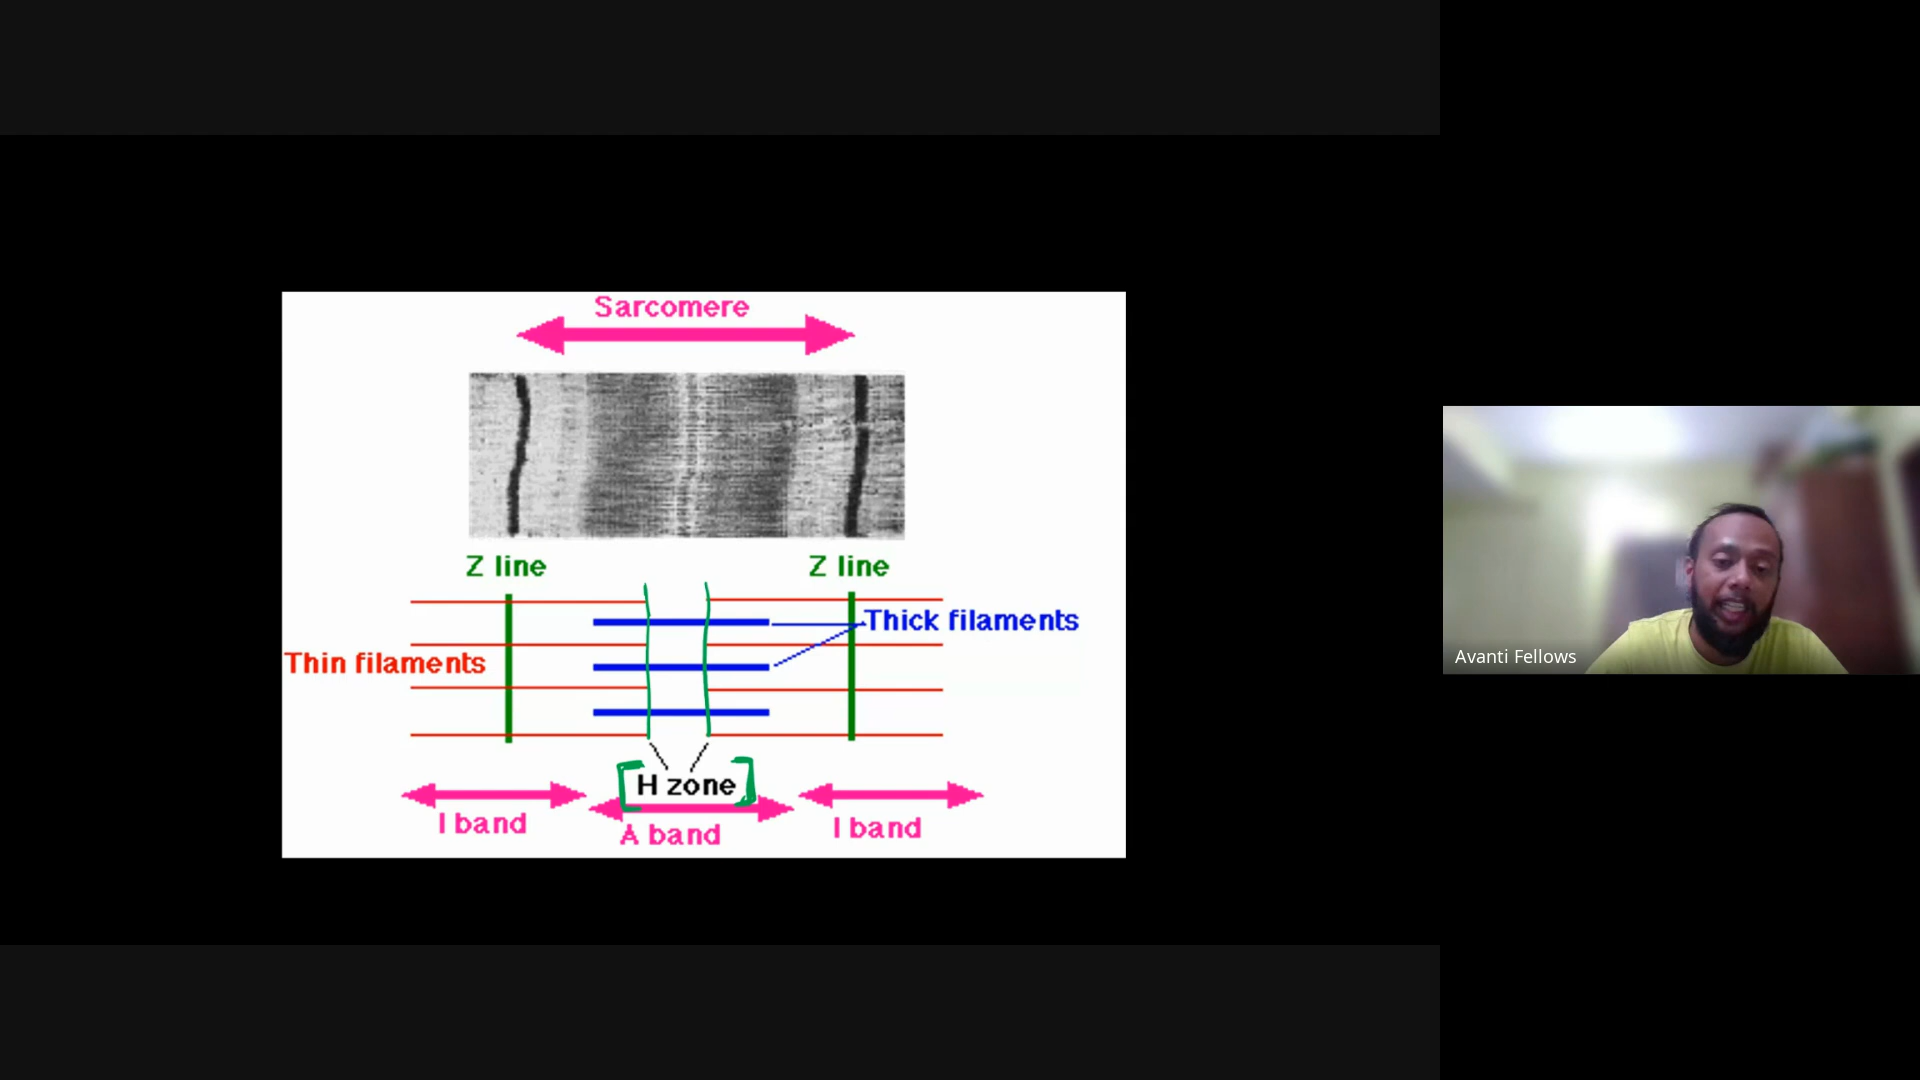 Sarcomere
Z line
Z line
Thick filaments
Thin filaments
H zone
I band
A band
I band
Avanti Fellows